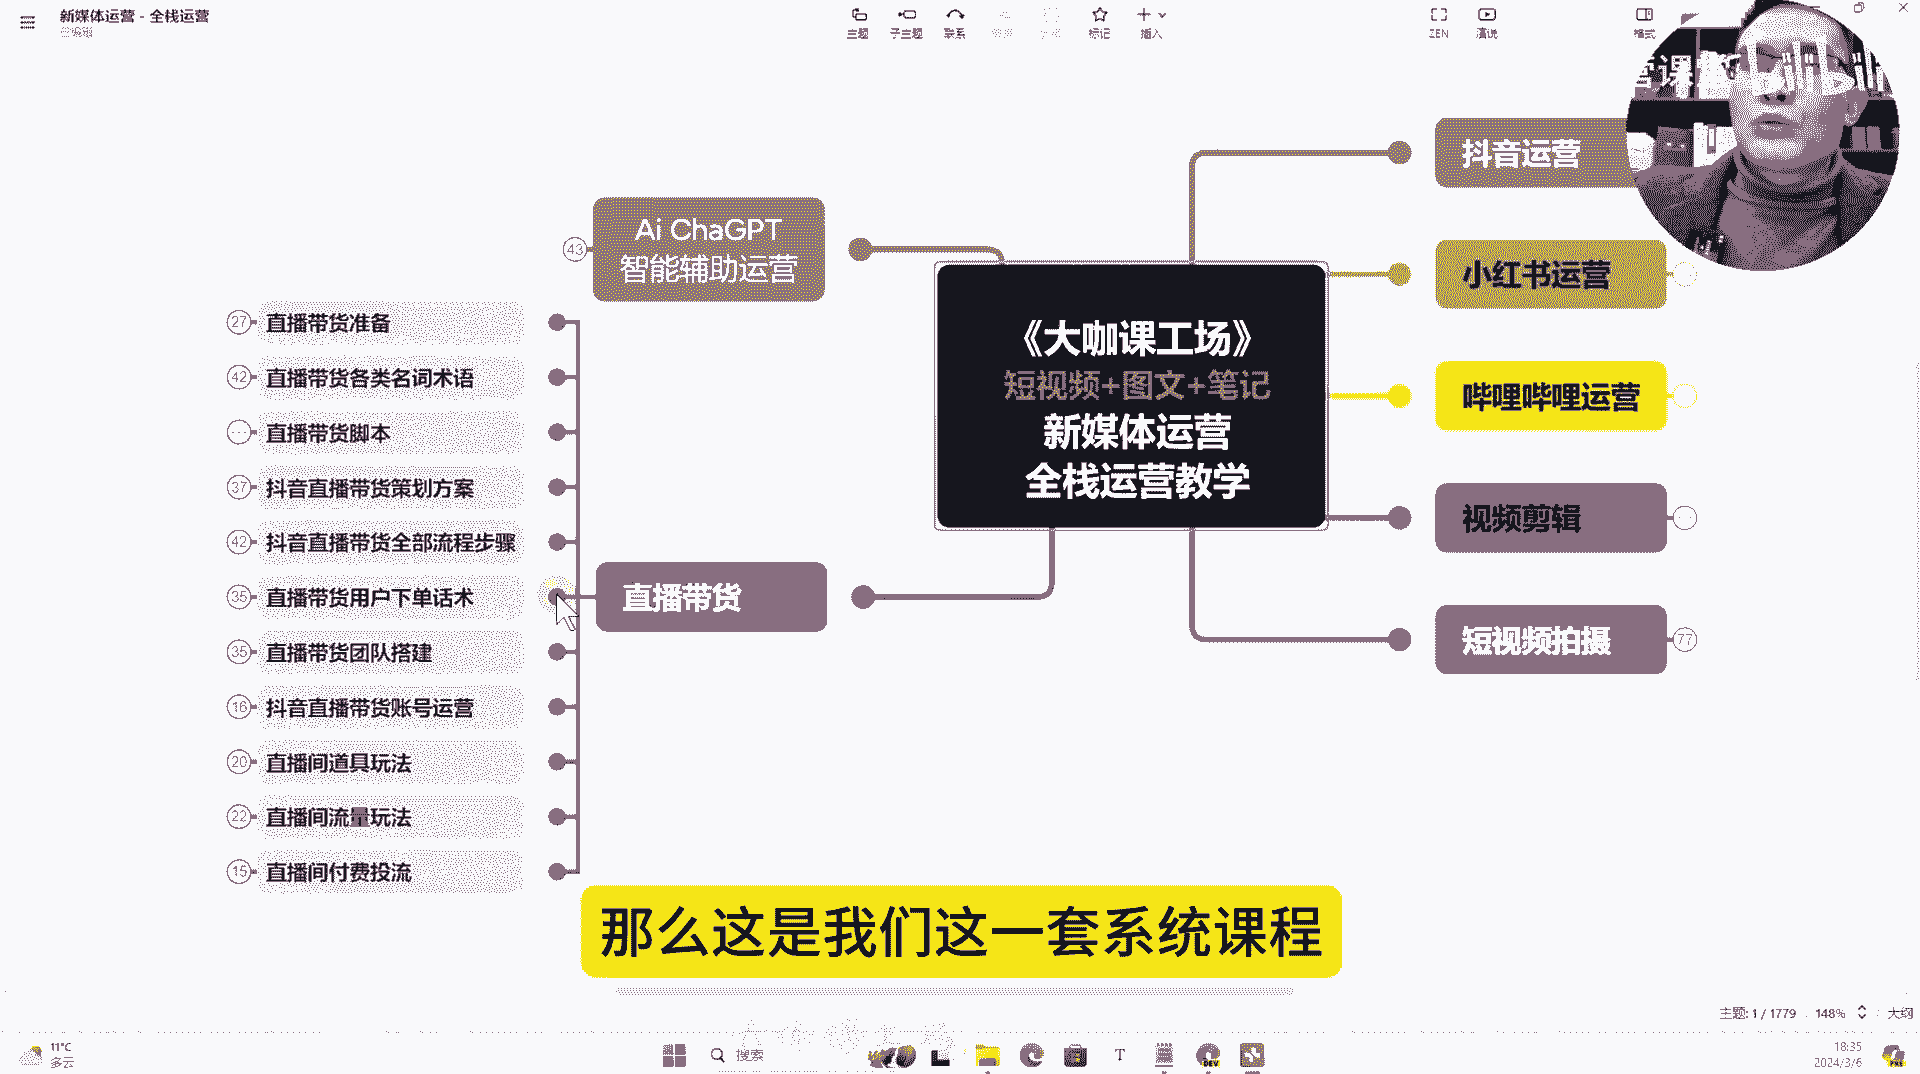 新媒体运营 - 全栈运营
主题
子主题
联系
标记
插入
ZEN
演说
格式
Ai ChaGPT
智能辅助运营
43
27
直播带货准备
42
直播带货各类名词术语
直播带货脚本
37
抖音直播带货策划方案
42
抖音直播带货全部流程步骤
35
直播带货用户下单话术
35
直播带货团队搭建
16
抖音直播带货账号运营
20
直播间道具玩法
22
直播间流量玩法
15
直播间付费投流
直播带货
《大咖课工场》
短视频+图文+笔记
新媒体运营
全栈运营教学
抖音运营
小红书运营
哔哩哔哩运营
视频剪辑
短视频拍摄
77
那么这是我们这一套系统课程
主题: 1 / 1779
148%
大纲
11°C
多云
搜索
18:35
2024/3/6